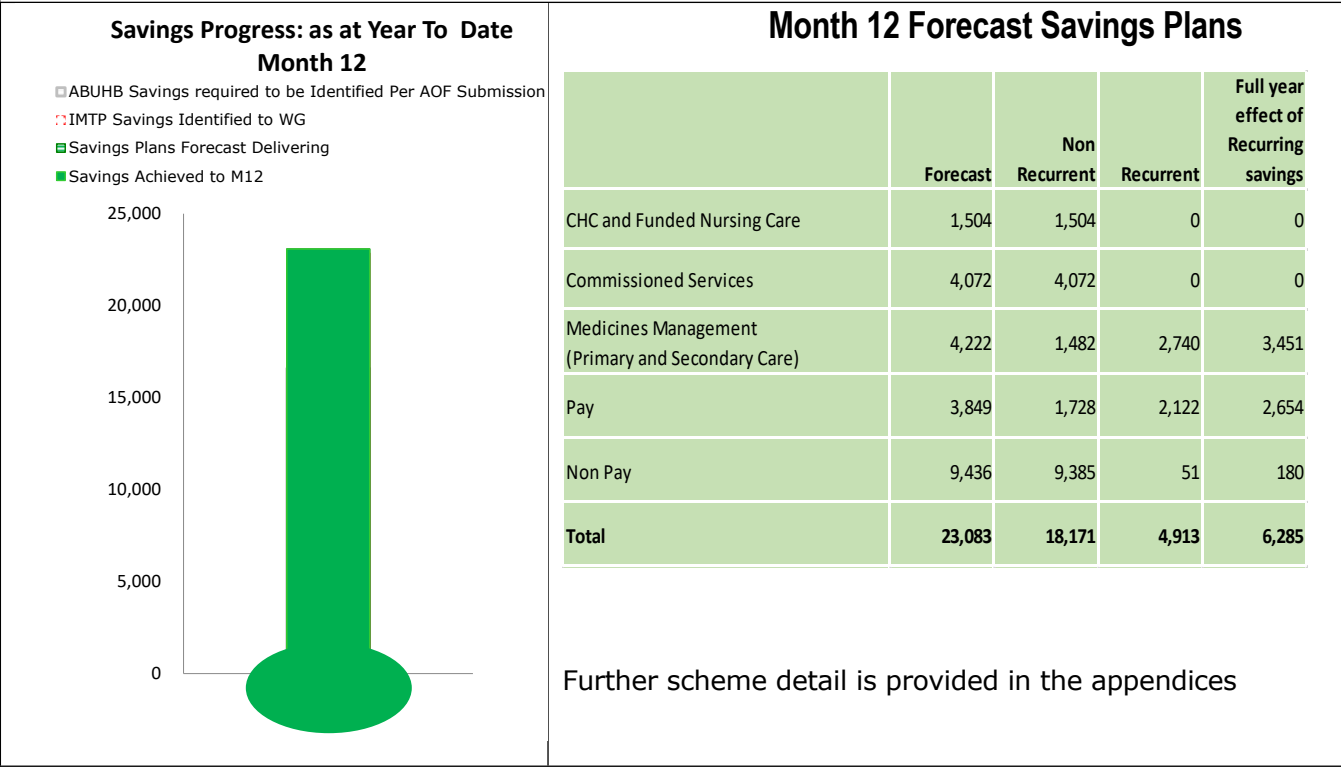 Savings Progress: as at Year To Date
Month 12
ABUHB Savings required to be Identified Per AOF Submission
IMTP Savings Identified to WG
Savings Plans Forecast Delivering
Savings Achieved to M12
25,000
20,000
15,000
10,000
5,000
0
Month 12 Forecast Savings Plans
Forecast Non Recurrent Recurrent Full year effect of Recurring savings
CHC and Funded Nursing Care 1,504 1,504 0 0
Commissioned Services 4,072 4,072 0 0
Medicines Management
(Primary and Secondary Care) 4,222 1,482 2,740 3,451
Pay 3,849 1,728 2,122 2,654
Non Pay 9,436 9,385 51 180
Total 23,083 18,171 4,913 6,285
Further scheme detail is provided in the appendices